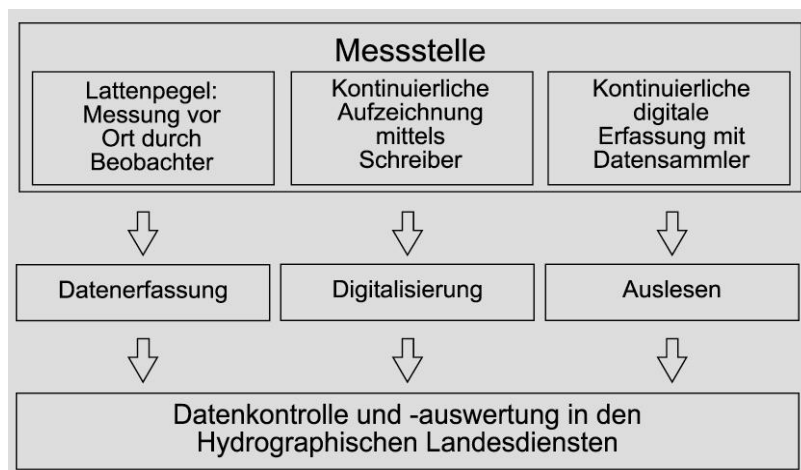 Messstelle
Lattenpegel:
Messung vor
Ort durch
Beobachter
Kontinuierliche
Aufzeichnung
mittels
Schreiber
Kontinuierliche
digitale
Erfassung mit
Datensammler
Datenerfassung
Digitalisierung
Auslesen
Datenkontrolle und -auswertung in den
Hydrographischen Landesdiensten